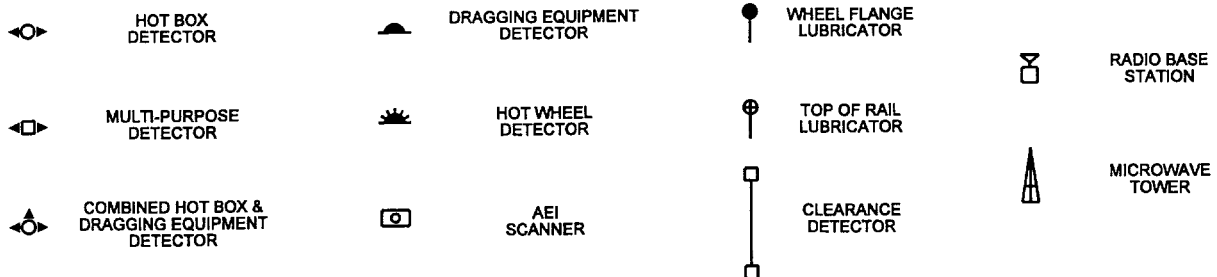 HOT BOX
DETECTOR
DRAGGING EQUIPMENT
DETECTOR
WHEEL FLANGE
LUBRICATOR
RADIO BASE
STATION
MULTI-PURPOSE
DETECTOR
HOT WHEEL
DETECTOR
TOP OF RAIL
LUBRICATOR
MICROWAVE
TOWER
COMBINED HOT BOX &
DRAGGING EQUIPMENT
DETECTOR
AEI
SCANNER
CLEARANCE
DETECTOR